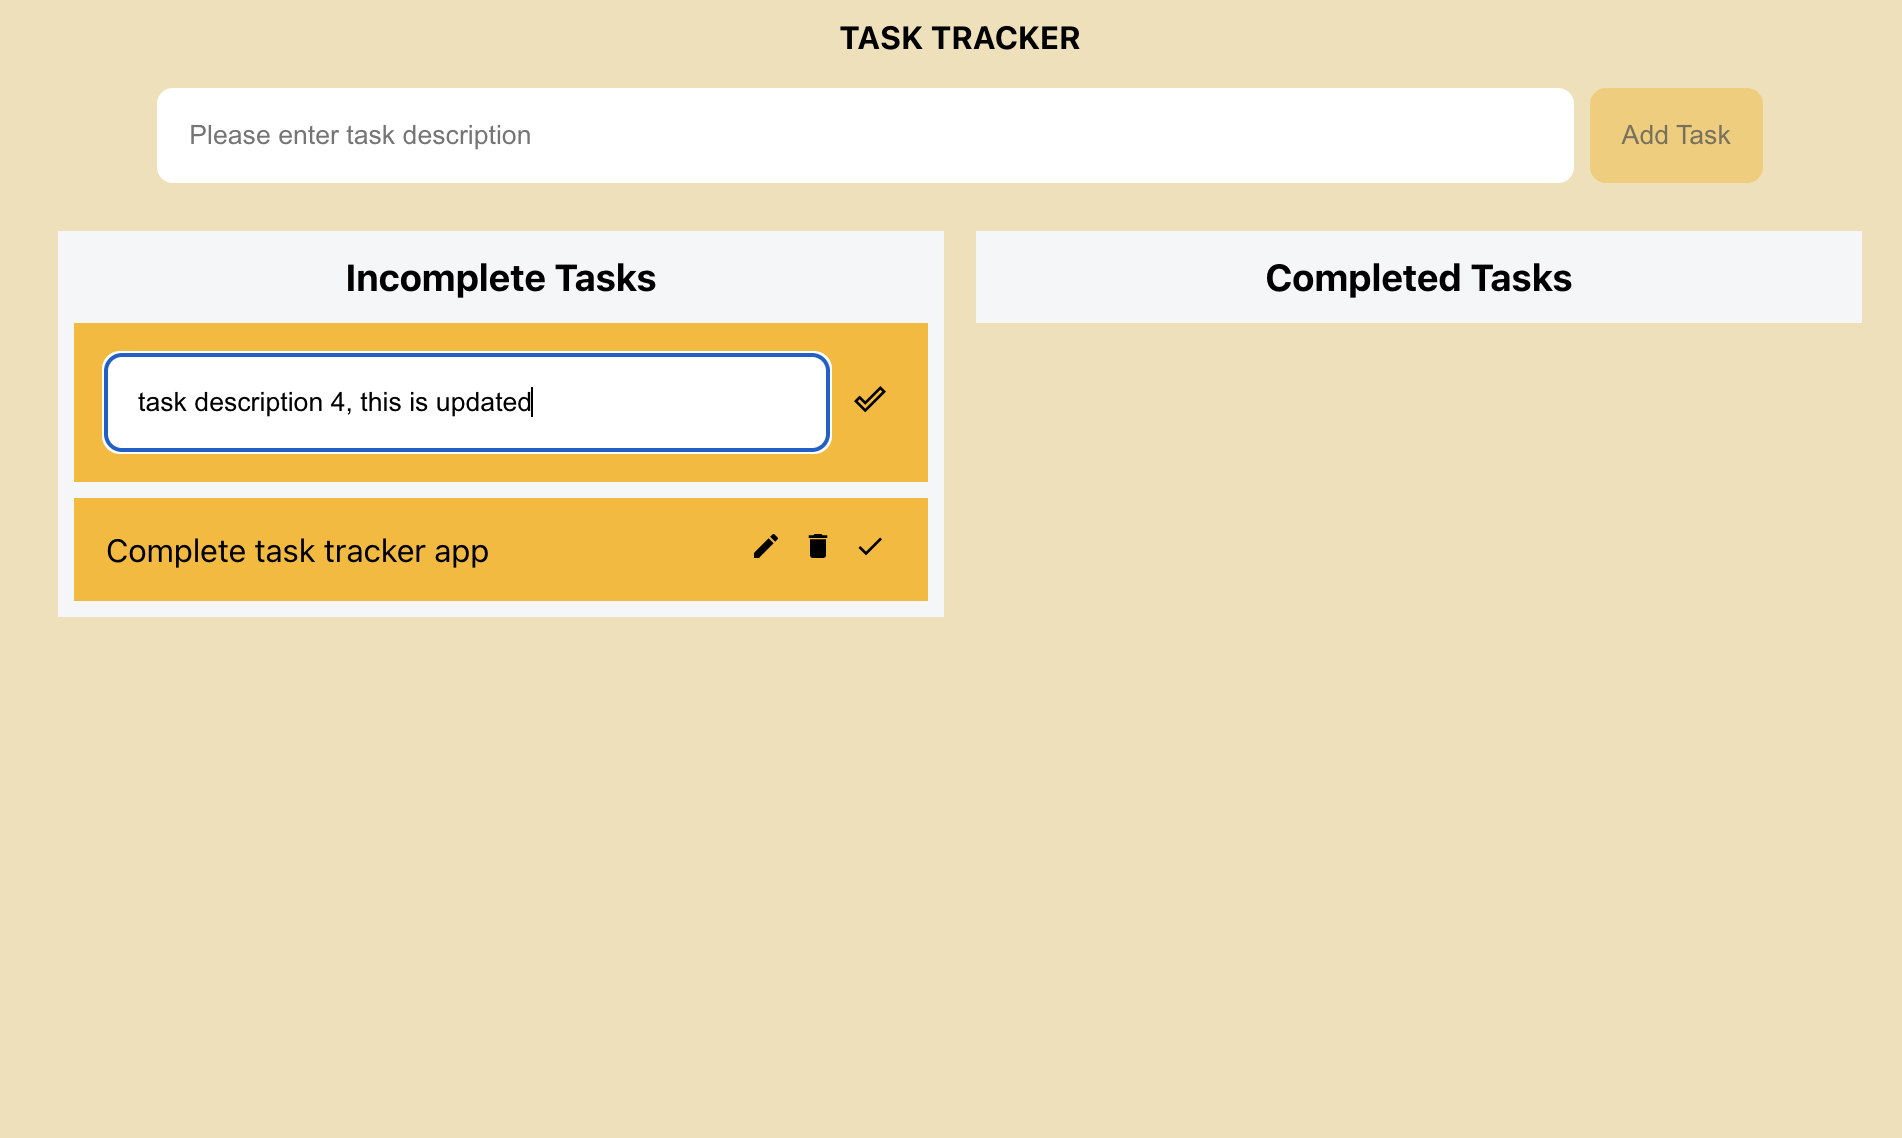 TASK TRACKER
Please enter task description
Add Task
Incomplete Tasks
task description 4, this is updated
Complete task tracker app
Completed Tasks